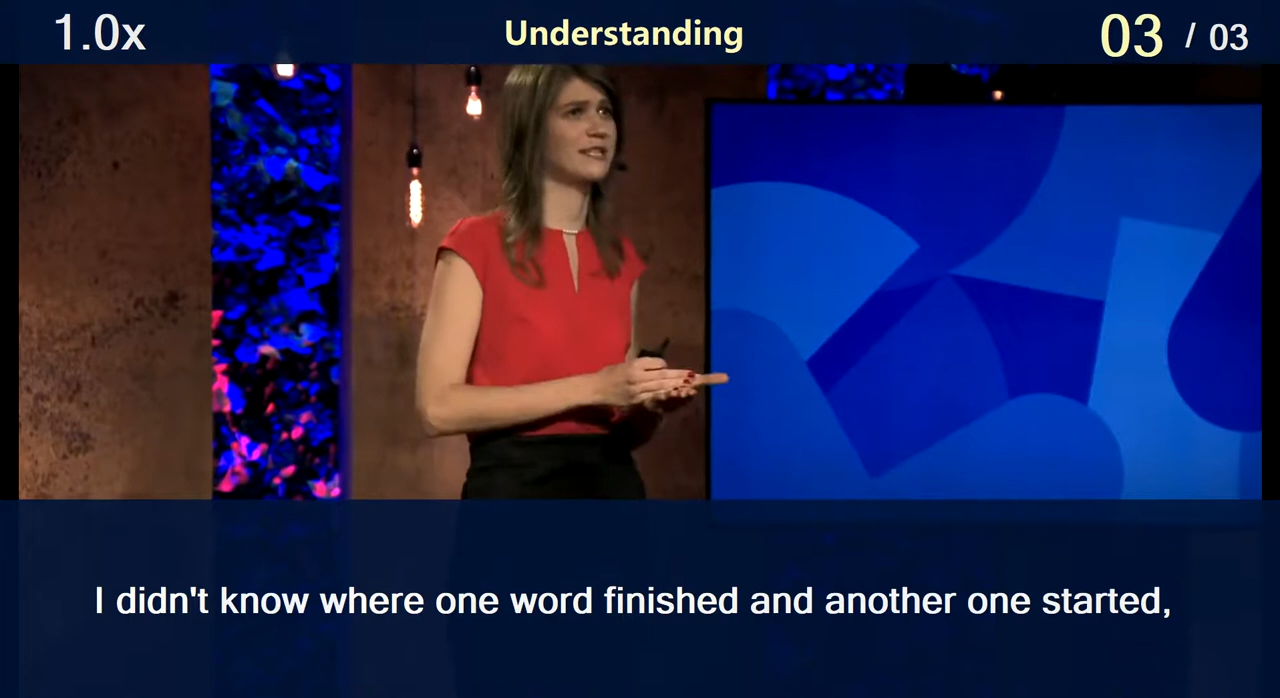 1.0x
Understanding
03 / 03
I didn't know where one word finished and another one started,